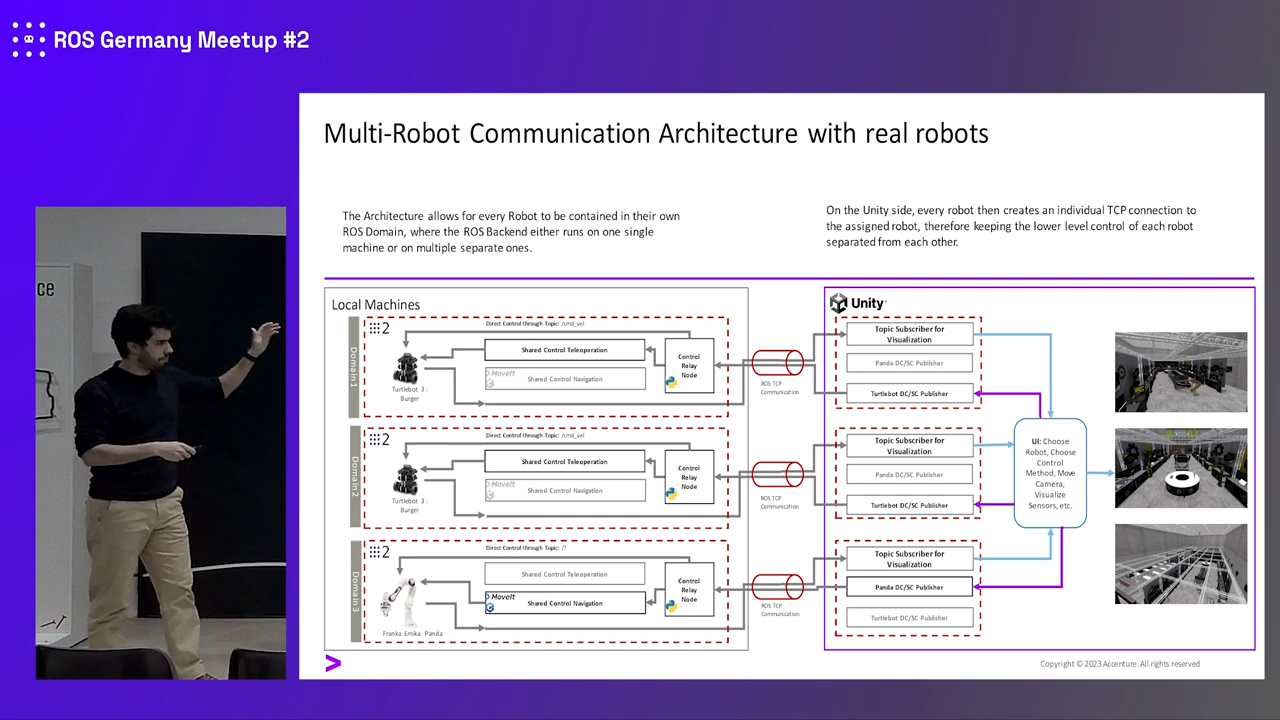 ROS Germany Meetup #2
ce
Multi-Robot Communication Architecture with real robots
The Architecture allows for every Robot to be contained in their own
ROS Domain, where the ROS Backend either runs on one single
machine or on multiple separate ones.
On the Unity side, every robot then creates an individual TCP connection to
the assigned robot, therefore keeping the lower level control of each robot
separated from each other.
Local Machines
Domain 1
2
Direct Control through Topic: /cmd_vel
Shared Control Teleoperation
MoveIt
Shared Control Navigation
Turtlebot 3 :
Burger
Control
Relay
Node
ROS TCP
Communication
Domain 2
2
Direct Control through Topic: /cmd_vel
Shared Control Teleoperation
MoveIt
Shared Control Navigation
Turtlebot 3 :
Burger
Control
Relay
Node
ROS TCP
Communication
Domain 3
2
Direct Control through Topic: /?
Shared Control Teleoperation
MoveIt
Shared Control Navigation
Franka Emika: Panda
Control
Relay
Node
ROS TCP
Communication
Unity
Topic Subscriber for
Visualization
Panda DC/SC Publisher
Turtlebot DC/SC Publisher
Topic Subscriber for
Visualization
Panda DC/SC Publisher
Turtlebot DC/SC Publisher
Topic Subscriber for
Visualization
Panda DC/SC Publisher
Turtlebot DC/SC Publisher
UI: Choose
Robot, Choose
Control
Method, Move
Camera,
Visualize
Sensors, etc.
>
Copyright © 2023 Accenture. All rights reserved